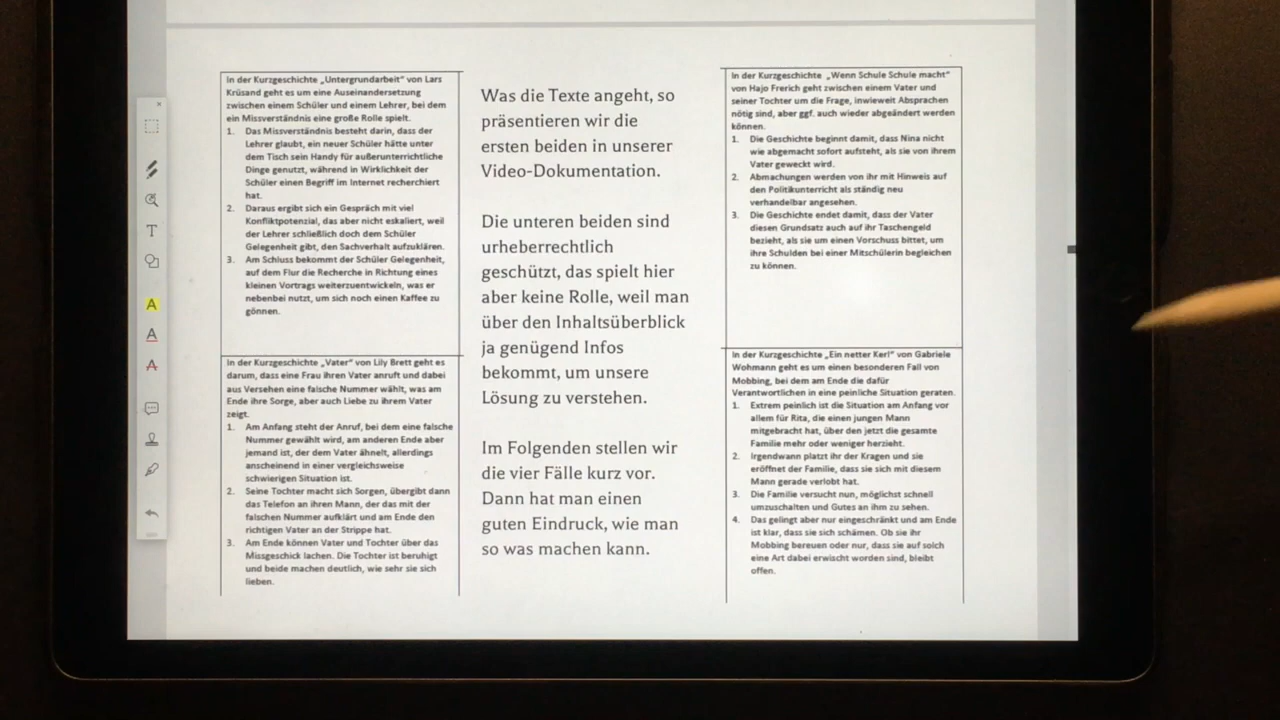 In der Kurzgeschichte „Untergrundarbeit“ von Lars
Krüsand geht es um eine Auseinandersetzung
zwischen einem Schüler und einem Lehrer, bei dem
ein Missverständnis eine große Rolle spielt.
1. Das Missverständnis besteht darin, dass der
Lehrer glaubt, ein neuer Schüler hätte unter
dem Tisch sein Handy für außerunterrichtliche
Dinge genutzt, während in Wirklichkeit der
Schüler einen Begriff im Internet recherchiert
hat.
2. Daraus ergibt sich ein Gespräch mit viel
Konfliktpotenzial, das aber nicht eskaliert, weil
der Lehrer schließlich doch dem Schüler
Gelegenheit gibt, den Sachverhalt aufzuklären.
3. Am Schluss bekommt der Schüler Gelegenheit,
auf dem Flur die Recherche in Richtung eines
kleinen Vortrags weiterzuentwickeln, was er
nebenbei nutzt, um sich noch einen Kaffee zu
gönnen.
In der Kurzgeschichte „Vater“ von Lily Brett geht es
darum, dass eine Frau ihren Vater anruft und dabei
aus Versehen eine falsche Nummer wählt, was am
Ende ihre Sorge, aber auch Liebe zu ihrem Vater
zeigt.
1. Am Anfang steht der Anruf, bei dem eine falsche
Nummer gewählt wird, am anderen Ende aber
jemand ist, der dem Vater ähnelt, allerdings
anscheinend in einer vergleichsweise
schwierigen Situation ist.
2. Seine Tochter macht sich Sorgen, übergibt dann
das Telefon an ihren Mann, der das mit der
falschen Nummer aufklärt und am Ende den
richtigen Vater an der Strippe hat.
3. Am Ende können Vater und Tochter über das
Missgeschick lachen. Die Tochter ist beruhigt
und beide machen deutlich, wie sehr sie sich
lieben.
Was die Texte angeht, so
präsentieren wir die
ersten beiden in unserer
Video-Dokumentation.
Die unteren beiden sind
urheberrechtlich
geschützt, das spielt hier
aber keine Rolle, weil man
über den Inhaltsüberblick
ja genügend Infos
bekommt, um unsere
Lösung zu verstehen.
Im Folgenden stellen wir
die vier Fälle kurz vor.
Dann hat man einen
guten Eindruck, wie man
so was machen kann.
In der Kurzgeschichte „Wenn Schule Schule macht“
von Hajo Frerich geht zwischen einem Vater und
seiner Tochter um die Frage, inwieweit Absprachen
nötig sind, aber ggf. auch wieder abgeändert werden
können.
1. Die Geschichte beginnt damit, dass Nina nicht
wie abgemacht sofort aufsteht, als sie von ihrem
Vater geweckt wird.
2. Abmachungen werden von ihr mit Hinweis auf
den Politikunterricht als ständig neu
verhandelbar angesehen.
3. Die Geschichte endet damit, dass der Vater
diesen Grundsatz auch auf ihr Taschengeld
bezieht, als sie um einen Vorschuss bittet, um
ihre Schulden bei einer Mitschülerin begleichen
zu können.
In der Kurzgeschichte „Ein netter Kerl“ von Gabriele
Wohmann geht es um einen besonderen Fall von
Mobbing, bei dem am Ende die dafür
Verantwortlichen in eine peinliche Situation geraten.
1. Extrem peinlich ist die Situation am Anfang vor
allem für Rita, die einen jungen Mann
mitgebracht hat, über den jetzt die gesamte
Familie mehr oder weniger herzieht.
2. Irgendwann platzt ihr der Kragen und sie
eröffnet der Familie, dass sie sich mit diesem
Mann gerade verlobt hat.
3. Die Familie versucht nun, möglichst schnell
umzuschalten und Gutes an ihm zu sehen.
4. Das gelingt aber nur eingeschränkt und am Ende
ist klar, dass sie sich schämen. Ob sie ihr
Mobbing bereuen oder nur, dass sie auf solch
eine Art dabei erwischt worden sind, bleibt
offen.